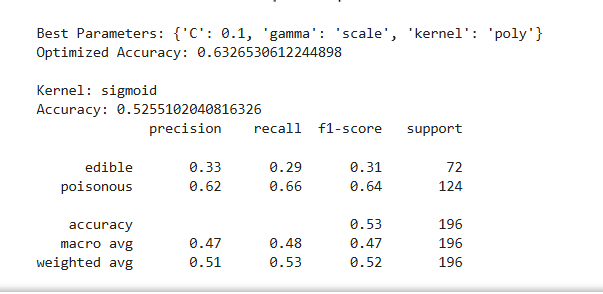 Best Parameters: {'C': 0.1, 'gamma': 'scale', 'kernel': 'poly'}
Optimized Accuracy: 0.6326530612244898
Kernel: sigmoid
Accuracy: 0.5255102040816326
precision recall f1-score support
edible 0.33 0.29 0.31 72
poisonous 0.62 0.66 0.64 124
accuracy 0.53 196
macro avg 0.47 0.48 0.47 196
weighted avg 0.51 0.53 0.52 196